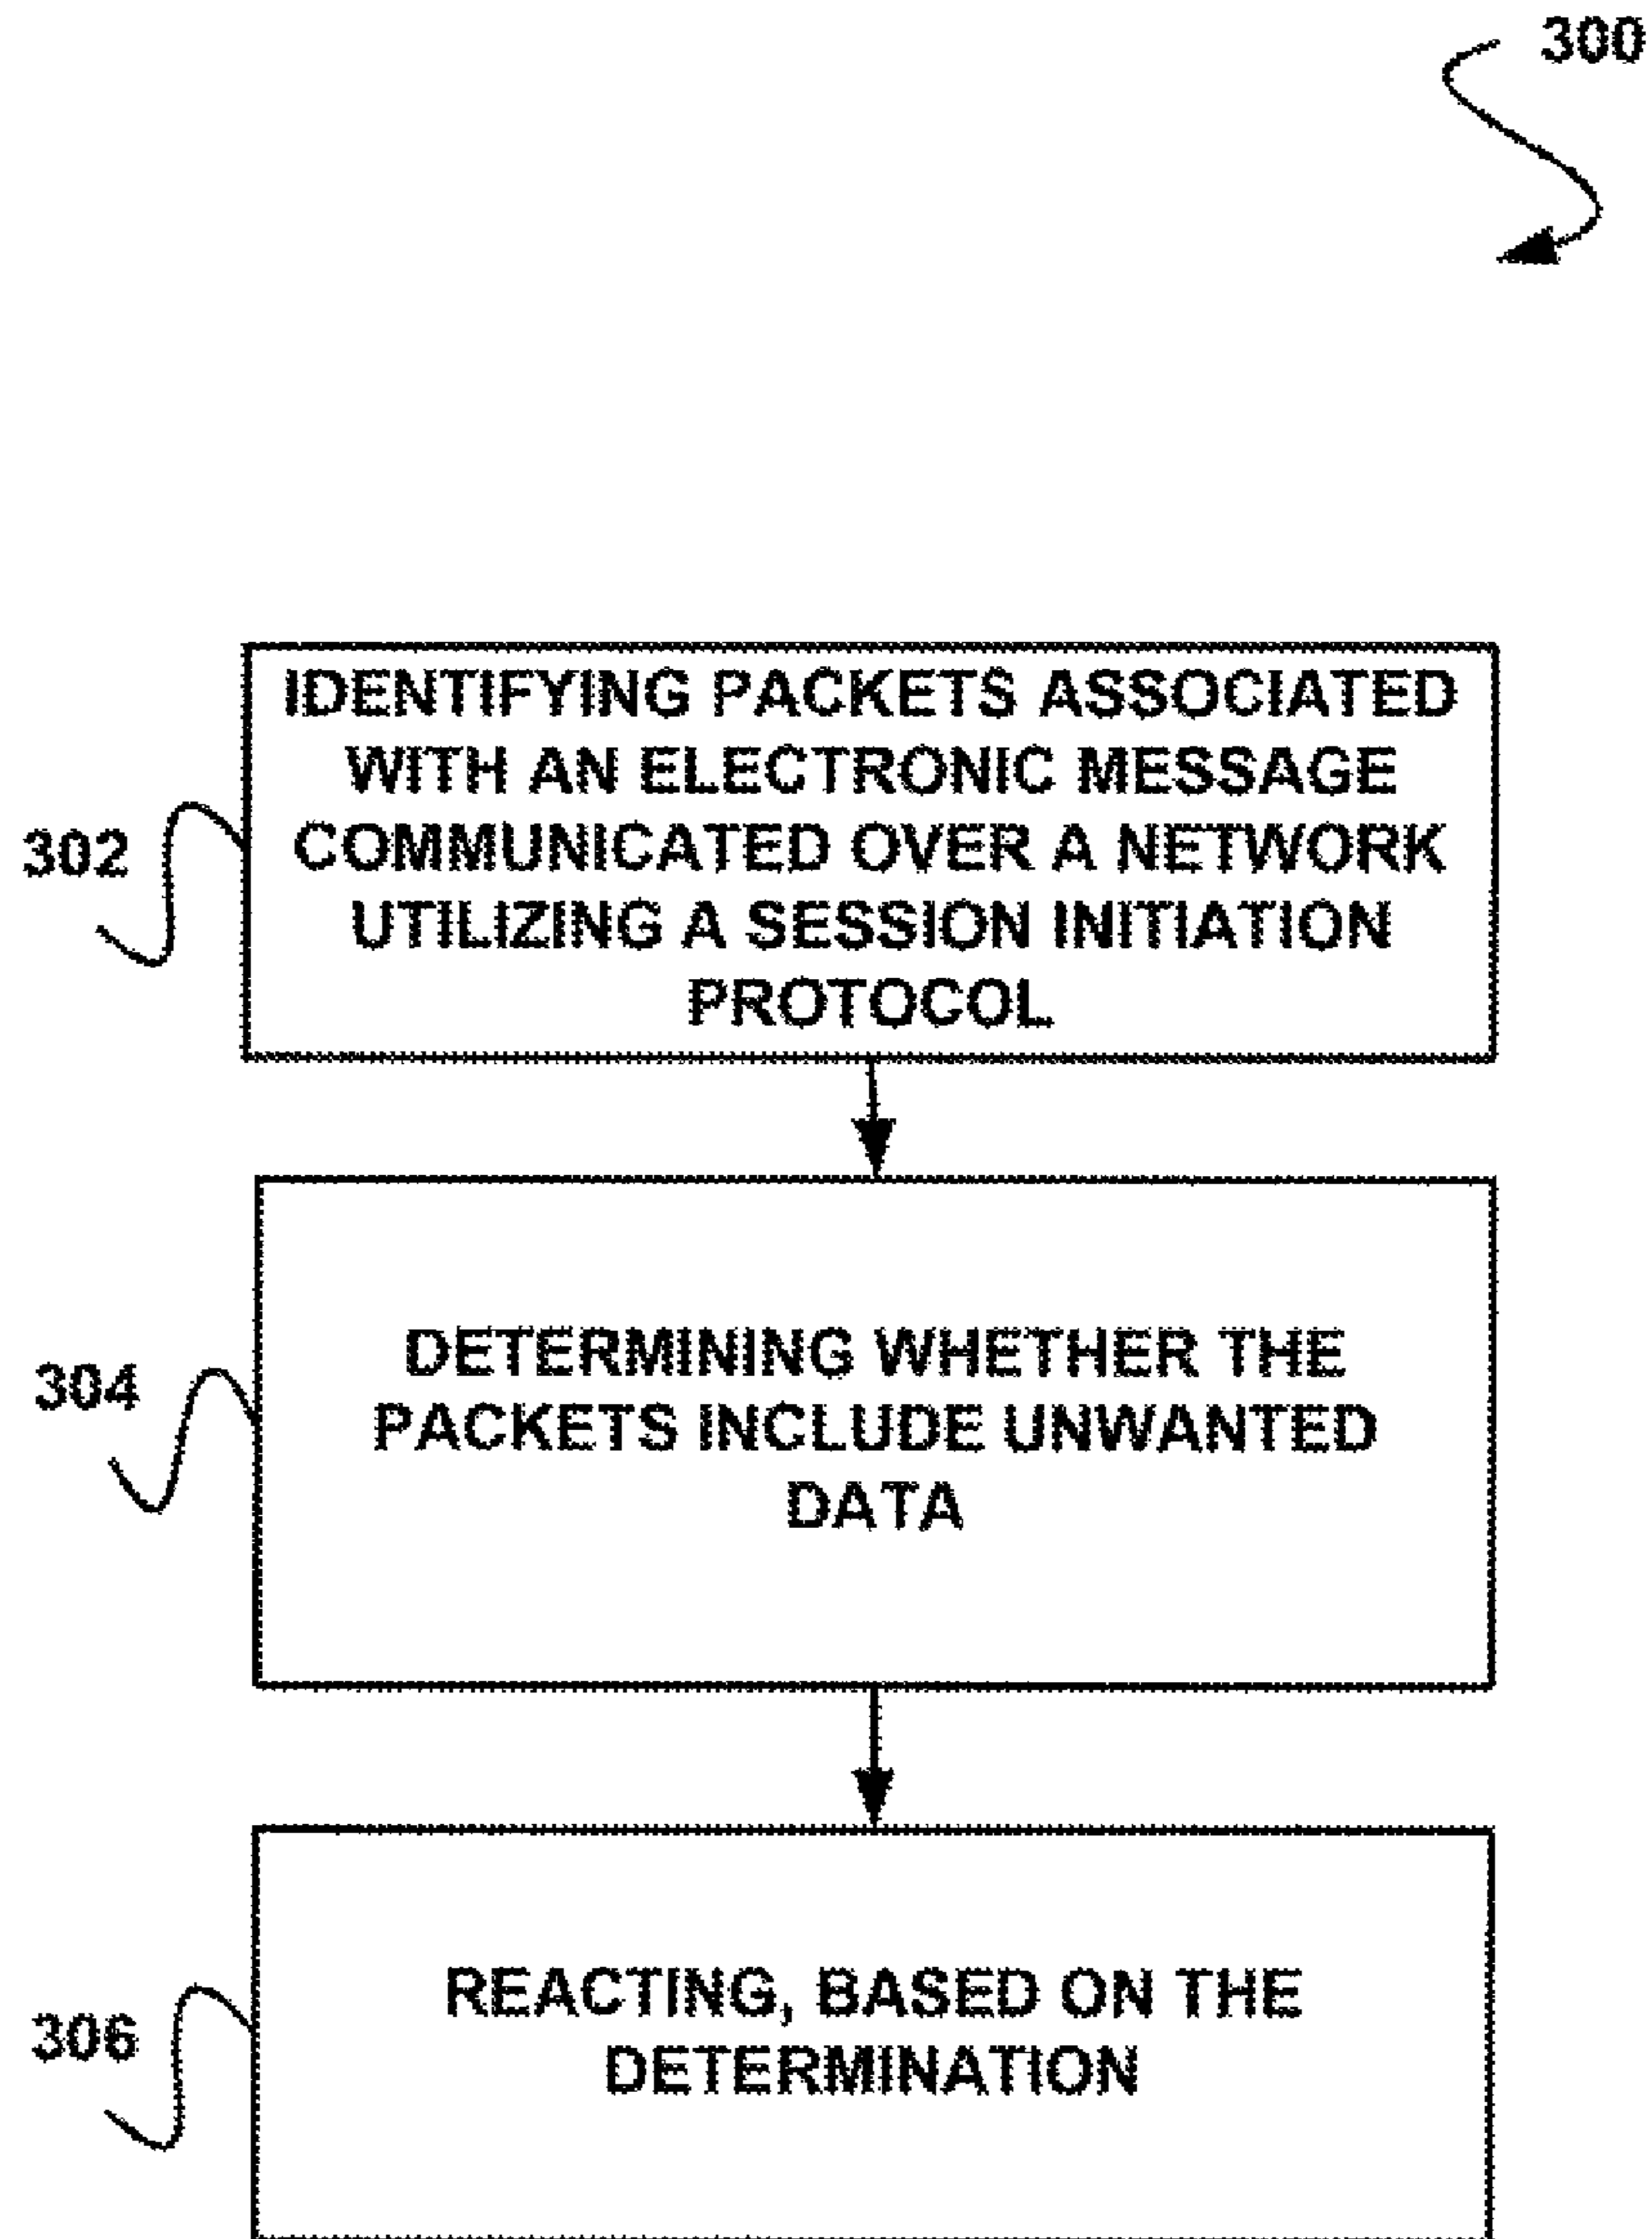 300
302
IDENTIFYING PACKETS ASSOCIATED
WITH AN ELECTRONIC MESSAGE
COMMUNICATED OVER A NETWORK
UTILIZING A SESSION INITIATION
PROTOCOL
304
DETERMINING WHETHER THE
PACKETS INCLUDE UNWANTED
DATA
306
REACTING, BASED ON THE
DETERMINATION